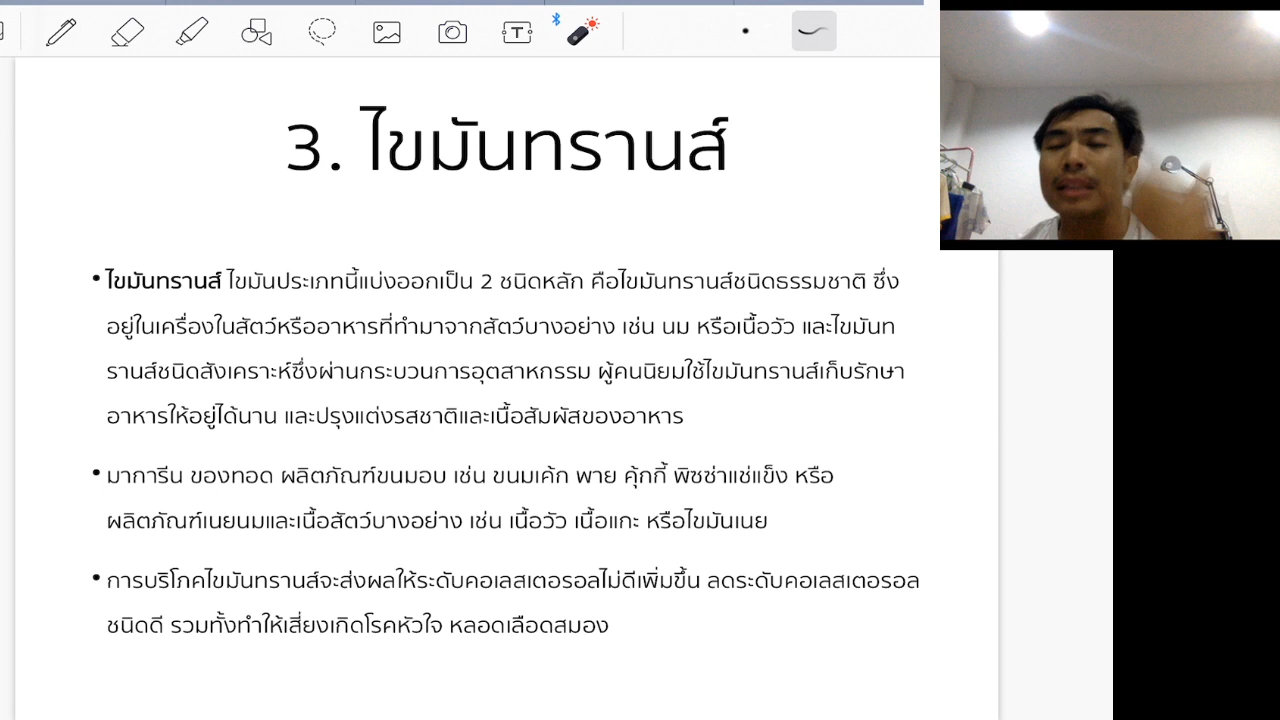 T
3. ไขมันทรานส์
• ไขมันทรานส์ ไขมันประเภทนี้แบ่งออกเป็น 2 ชนิดหลัก คือไขมันทรานส์ชนิดธรรมชาติ ซึ่ง
อยู่ในเครื่องในสัตว์หรืออาหารที่ทำมาจากสัตว์บางอย่าง เช่น นม หรือเนื้อวัว และไขมันท
รานส์ชนิดสังเคราะห์ซึ่งผ่านกระบวนการอุตสาหกรรม ผู้คนนิยมใช้ไขมันทรานส์เก็บรักษา
อาหารให้อยู่ได้นาน และปรุงแต่งรสชาติและเนื้อสัมผัสของอาหาร
• มาการีน ของทอด ผลิตภัณฑ์ขนมอบ เช่น ขนมเค้ก พาย คุ้กกี้ พิซซ่าแช่แข็ง หรือ
ผลิตภัณฑ์เนยนมและเนื้อสัตว์บางอย่าง เช่น เนื้อวัว เนื้อแกะ หรือไขมันเนย
• การบริโภคไขมันทรานส์จะส่งผลให้ระดับคอเลสเตอรอลไม่ดีเพิ่มขึ้น ลดระดับคอเลสเตอรอล
ชนิดดี รวมทั้งทำให้เสี่ยงเกิดโรคหัวใจ หลอดเลือดสมอง